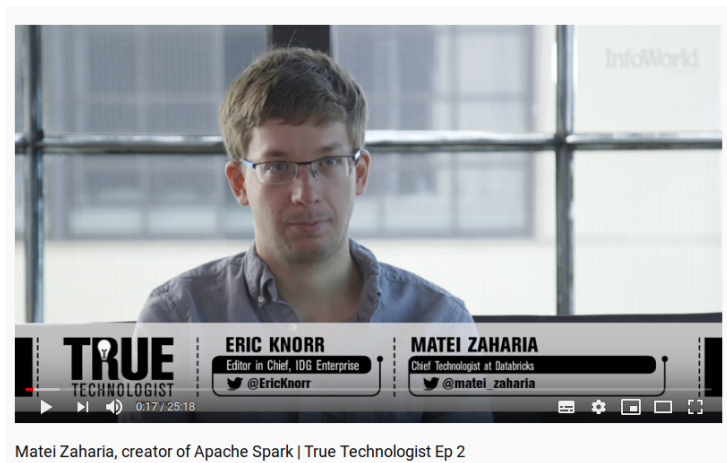 InfoWorld
TRUE
TECHNOLOGIST
ERIC KNORR
Editor in Chief, IDG Enterprise
@EricKnorr
MATEI ZAHARIA
Chief Technologist at Databricks
@matei_zaharia
0:17 / 25:18
Matei Zaharia, creator of Apache Spark | True Technologist Ep 2